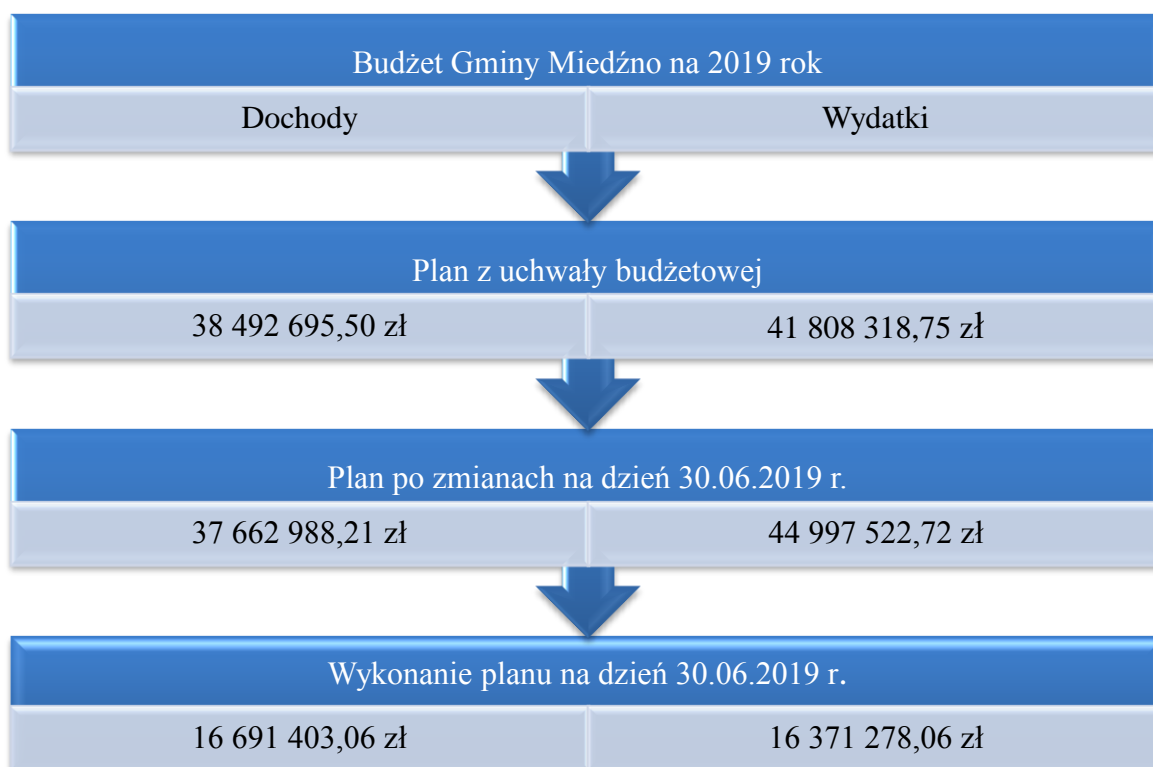 Budżet Gminy Miedźno na 2019 rok
Dochody Wydatki
Plan z uchwały budżetowej
38 492 695,50 zł 41 808 318,75 zł
Plan po zmianach na dzień 30.06.2019 r.
37 662 988,21 zł 44 997 522,72 zł
Wykonanie planu na dzień 30.06.2019 r.
16 691 403,06 zł 16 371 278,06 zł